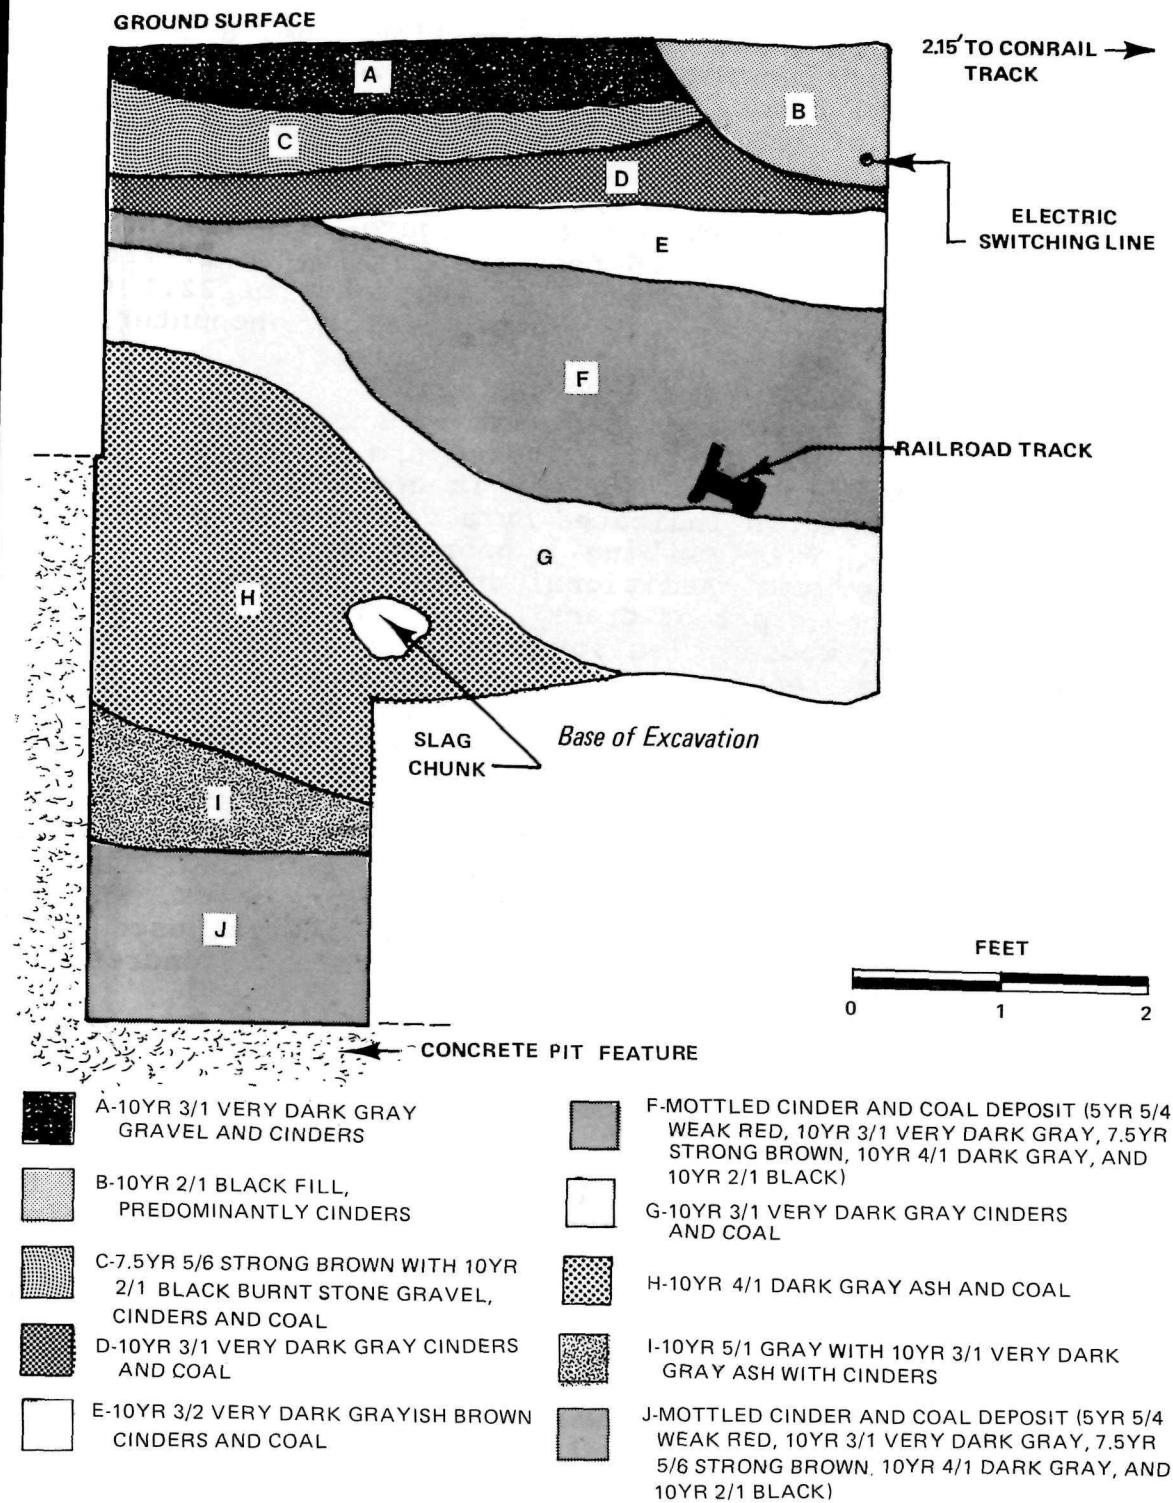 GROUND SURFACE
2.15' TO CONRAIL
TRACK
A
B
C
D
ELECTRIC
SWITCHING LINE
E
F
RAILROAD TRACK
G
H
SLAG
CHUNK
Base of Excavation
I
J
FEET
0 1 2
CONCRETE PIT FEATURE
A-10YR 3/1 VERY DARK GRAY
GRAVEL AND CINDERS
B-10YR 2/1 BLACK FILL,
PREDOMINANTLY CINDERS
C-7.5YR 5/6 STRONG BROWN WITH 10YR
2/1 BLACK BURNT STONE GRAVEL,
CINDERS AND COAL
D-10YR 3/1 VERY DARK GRAY CINDERS
AND COAL
E-10YR 3/2 VERY DARK GRAYISH BROWN
CINDERS AND COAL
F-MOTTLED CINDER AND COAL DEPOSIT (5YR 5/4
WEAK RED, 10YR 3/1 VERY DARK GRAY, 7.5YR
STRONG BROWN, 10YR 4/1 DARK GRAY, AND
10YR 2/1 BLACK)
G-10YR 3/1 VERY DARK GRAY CINDERS
AND COAL
H-10YR 4/1 DARK GRAY ASH AND COAL
I-10YR 5/1 GRAY WITH 10YR 3/1 VERY DARK
GRAY ASH WITH CINDERS
J-MOTTLED CINDER AND COAL DEPOSIT (5YR 5/4
WEAK RED, 10YR 3/1 VERY DARK GRAY, 7.5YR
5/6 STRONG BROWN, 10YR 4/1 DARK GRAY, AND
10YR 2/1 BLACK)